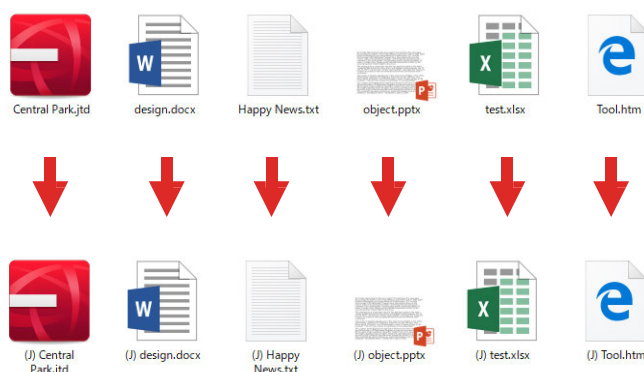 Central Park.jtd
design.docx
Happy News.txt
object.pptx
test.xlsx
Tool.htm
(J) Central
Park.jtd
(J) design.docx
(J) Happy
News.txt
(J) object.pptx
(J) test.xlsx
(J) Tool.htm